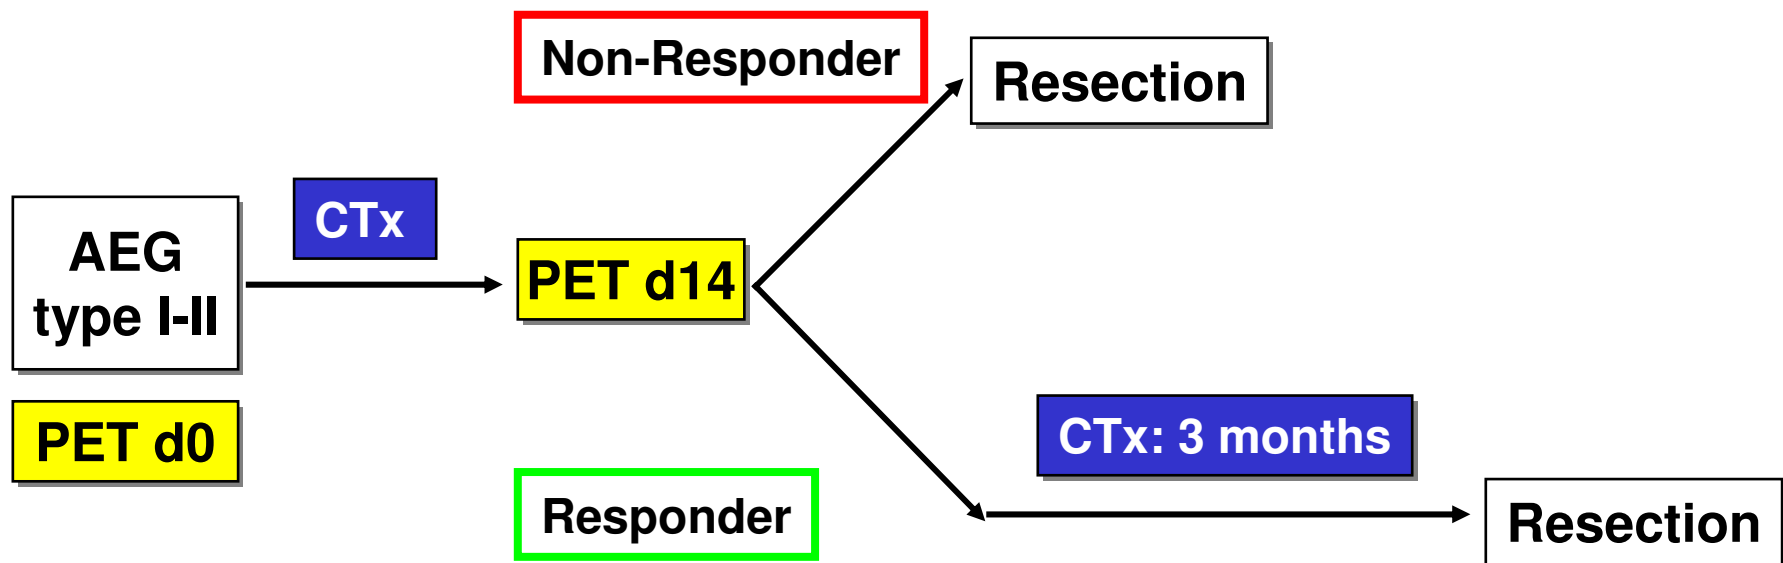 Non-Responder
Resection
CTx
AEG
type I-II
PET d14
PET d0
CTx: 3 months
Responder
Resection